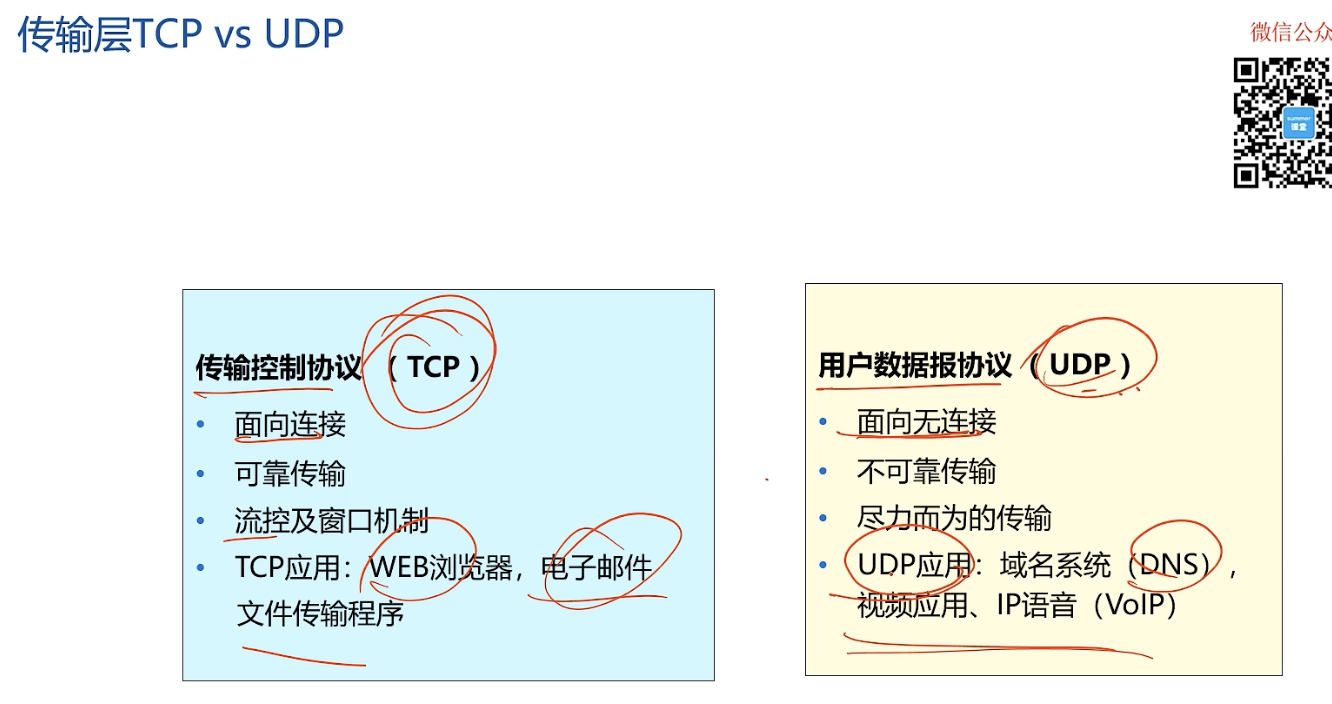 传输层TCP vs UDP
微信公众
summer
课堂
传输控制协议 （TCP）
• 面向连接
• 可靠传输
• 流控及窗口机制
• TCP应用：WEB浏览器，电子邮件
文件传输程序
用户数据报协议（UDP）
• 面向无连接
• 不可靠传输
• 尽力而为的传输
• UDP应用：域名系统（DNS），
视频应用、IP语音（VoIP）